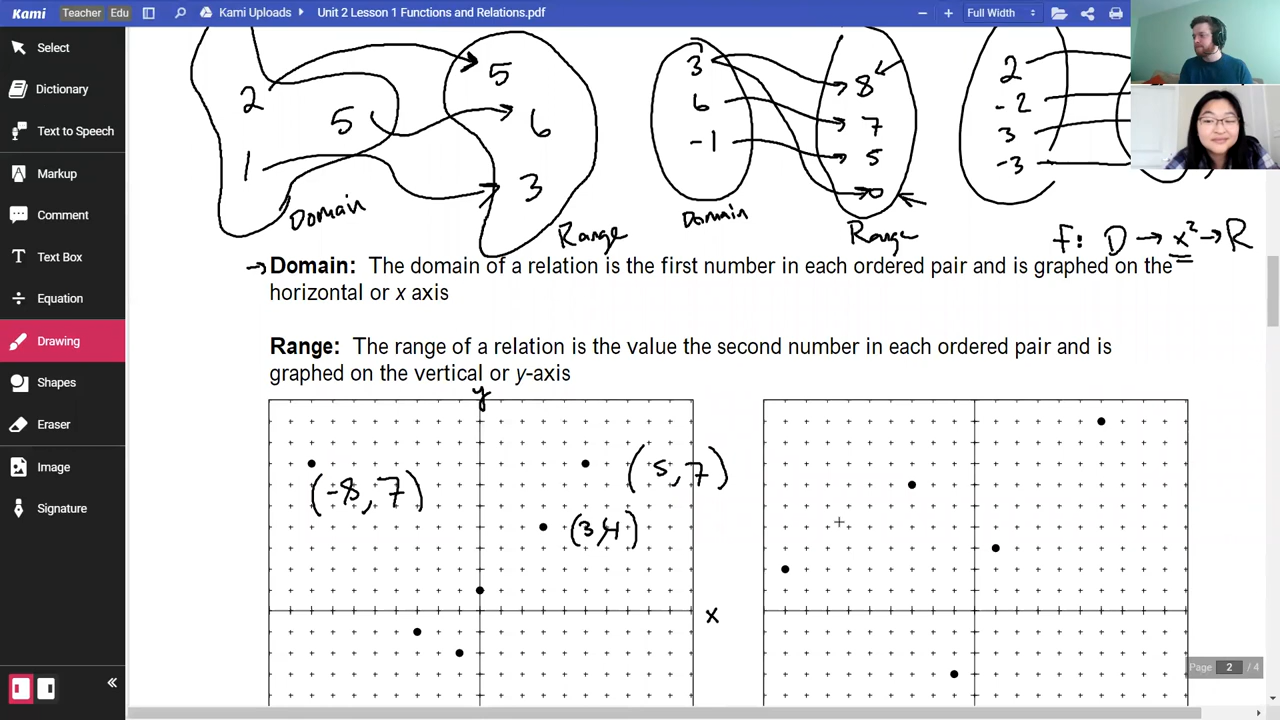 Kami Teacher Edu Kami Uploads Unit 2 Lesson 1 Functions and Relations.pdf Full Width
Select
Dictionary
Text to Speech
Markup
Comment
Text Box
Equation
Drawing
Shapes
Eraser
Image
Signature
2 5 1
Domain
5 6 3
Range
3 6 -1
Domain
8 7 5 0
Range
2 -2 3 -3
F: D → x² → R
→ Domain: The domain of a relation is the first number in each ordered pair and is graphed on the
horizontal or x axis
Range: The range of a relation is the value the second number in each ordered pair and is
graphed on the vertical or y-axis
y
(-8, 7)
(5, 7)
(3, 4)
x
Page 2 / 4